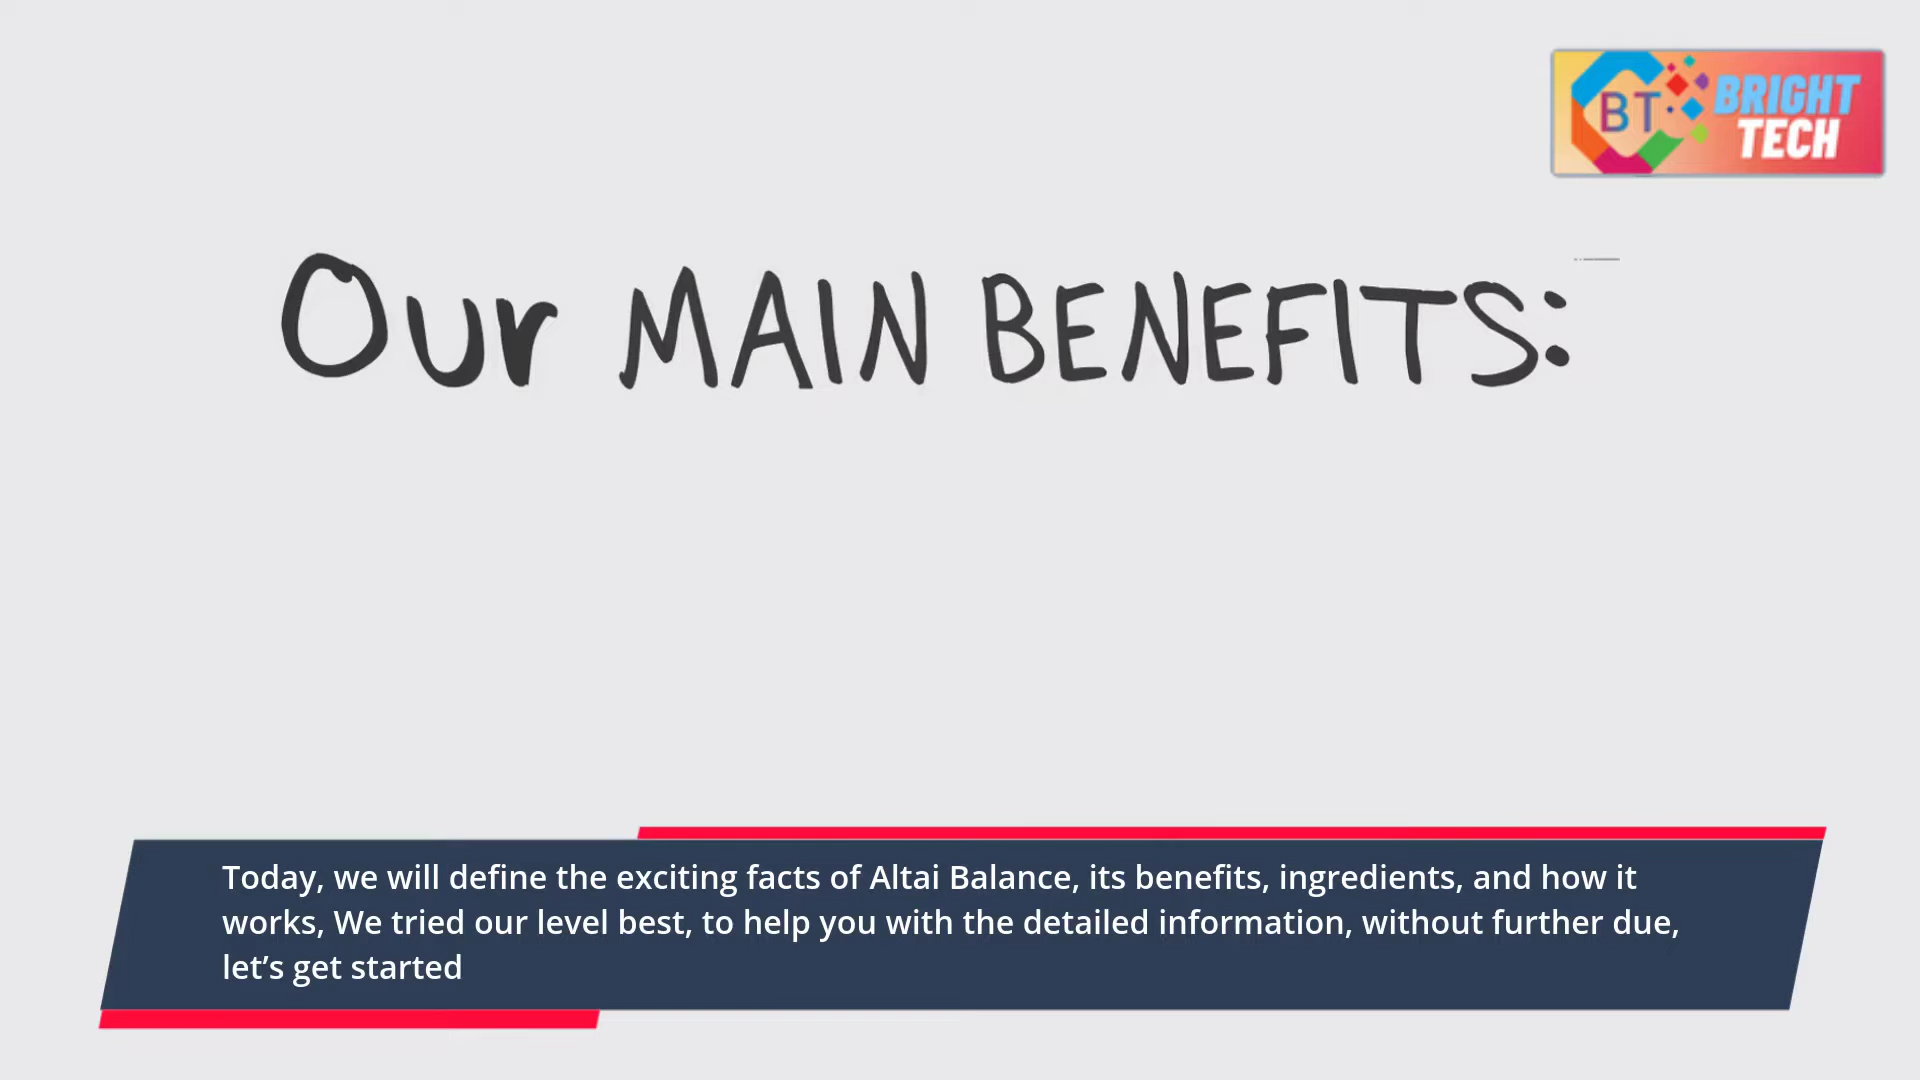 BT BRIGHT
TECH
Our MAIN BENEFITS:
Today, we will define the exciting facts of Altai Balance, its benefits, ingredients, and how it
works, We tried our level best, to help you with the detailed information, without further due,
let’s get started